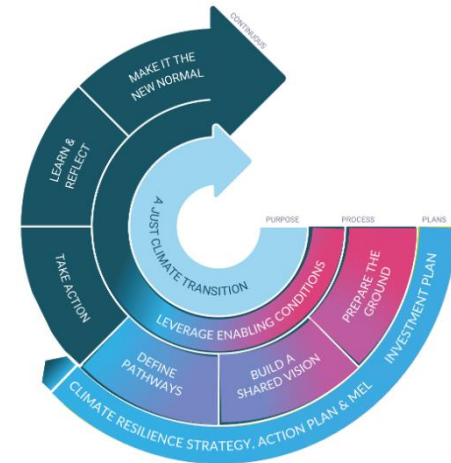 CONTINUOUS
MAKE IT THE
NEW NORMAL
LEARN &
REFLECT
TAKE ACTION
A JUST CLIMATE TRANSITION
PURPOSE
PROCESS
PLANS
LEVERAGE ENABLING CONDITIONS
PREPARE THE
GROUND
BUILD A
SHARED VISION
DEFINE
PATHWAYS
INVESTMENT PLAN
CLIMATE RESILIENCE STRATEGY, ACTION PLAN & MEL